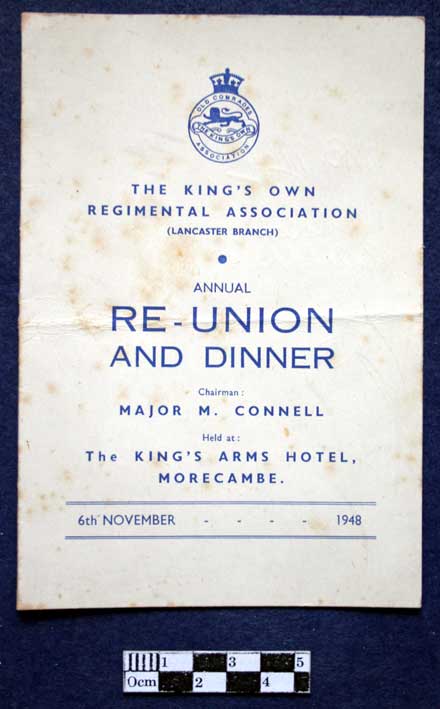 OLD COMRADES
THE KING'S OWN
ASSOCIATION
THE KING'S OWN
REGIMENTAL ASSOCIATION
(LANCASTER BRANCH)
ANNUAL
RE-UNION
AND DINNER
Chairman:
MAJOR M. CONNELL
Held at:
The KING'S ARMS HOTEL,
MORECAMBE.
6th NOVEMBER - - - - 1948
1 3 5
0cm 2 4